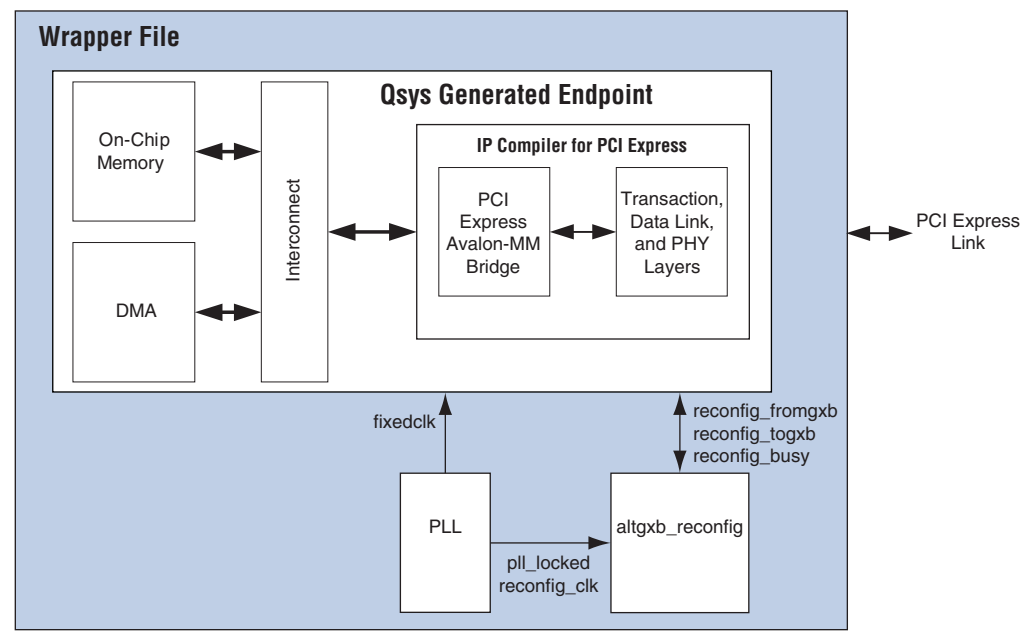 Wrapper File
Qsys Generated Endpoint
On-Chip
Memory
DMA
Interconnect
IP Compiler for PCI Express
PCI
Express
Avalon-MM
Bridge
Transaction,
Data Link,
and PHY
Layers
PCI Express
Link
fixedclk
reconfig_fromgxb
reconfig_togxb
reconfig_busy
PLL
altgxb_reconfig
pll_locked
reconfig_clk